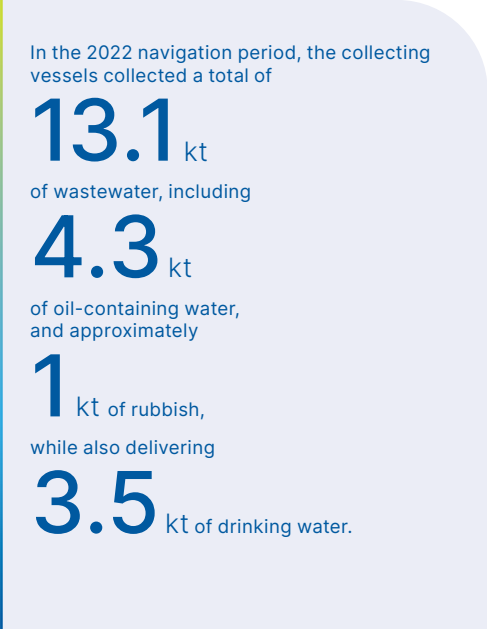 In the 2022 navigation period, the collecting
vessels collected a total of
13.1 kt
of wastewater, including
4.3 kt
of oil-containing water,
and approximately
1 kt of rubbish,
while also delivering
3.5 kt of drinking water.